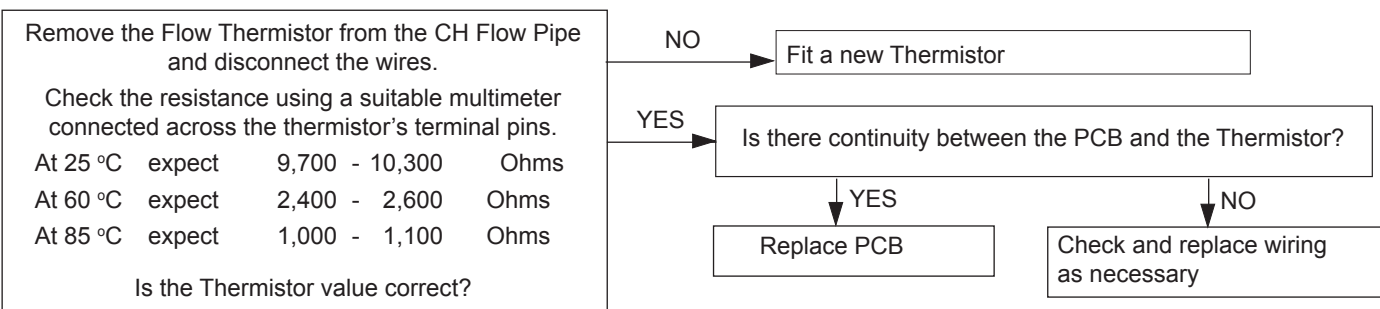 Remove the Flow Thermistor from the CH Flow Pipe
and disconnect the wires.
Check the resistance using a suitable multimeter
connected across the thermistor's terminal pins.
At 25 °C expect 9,700 - 10,300 Ohms
At 60 °C expect 2,400 - 2,600 Ohms
At 85 °C expect 1,000 - 1,100 Ohms
Is the Thermistor value correct?
NO
Fit a new Thermistor
YES
Is there continuity between the PCB and the Thermistor?
YES
Replace PCB
NO
Check and replace wiring
as necessary